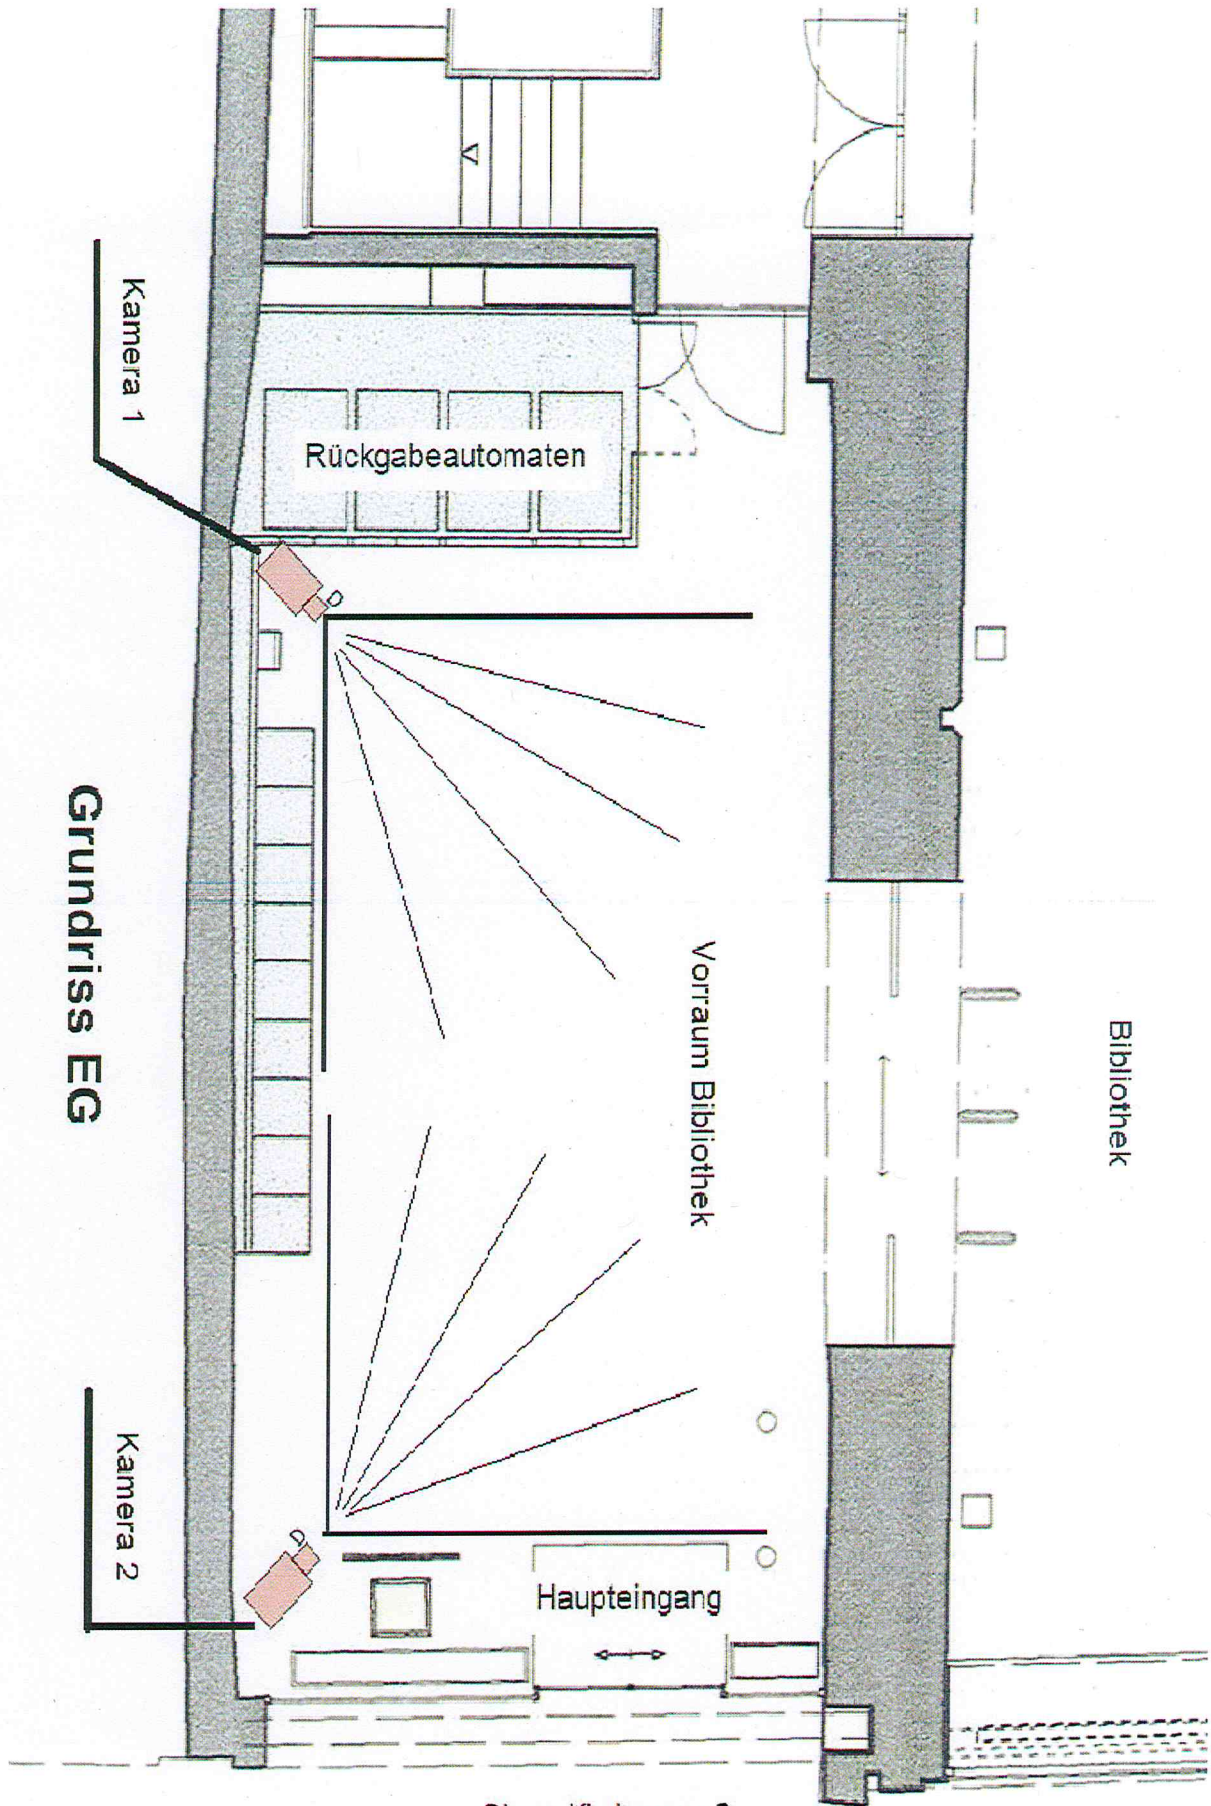 Kamera 1
Rückgabeautomaten
Grundriss EG
Vorraum Bibliothek
Bibliothek
Kamera 2
Haupteingang